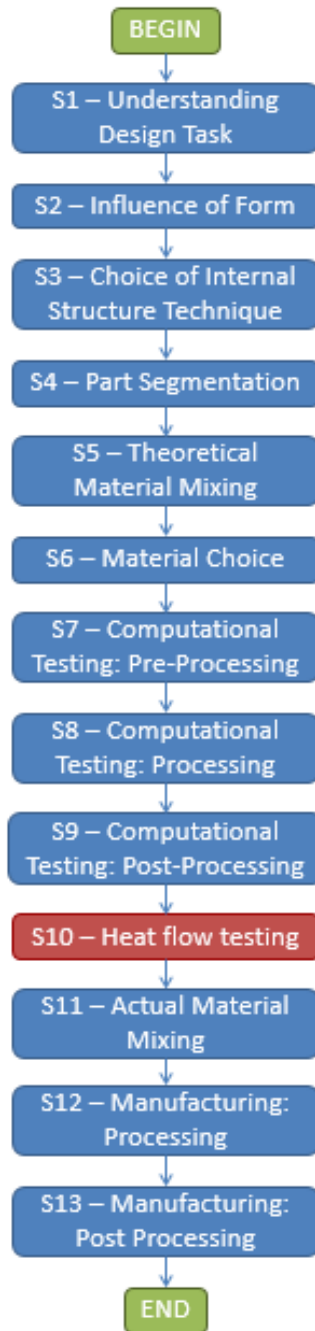 BEGIN
S1 – Understanding
Design Task
S2 – Influence of Form
S3 – Choice of Internal
Structure Technique
S4 – Part Segmentation
S5 – Theoretical
Material Mixing
S6 – Material Choice
S7 – Computational
Testing: Pre-Processing
S8 – Computational
Testing: Processing
S9 – Computational
Testing: Post-Processing
S10 – Heat flow testing
S11 – Actual Material
Mixing
S12 – Manufacturing:
Processing
S13 – Manufacturing:
Post Processing
END